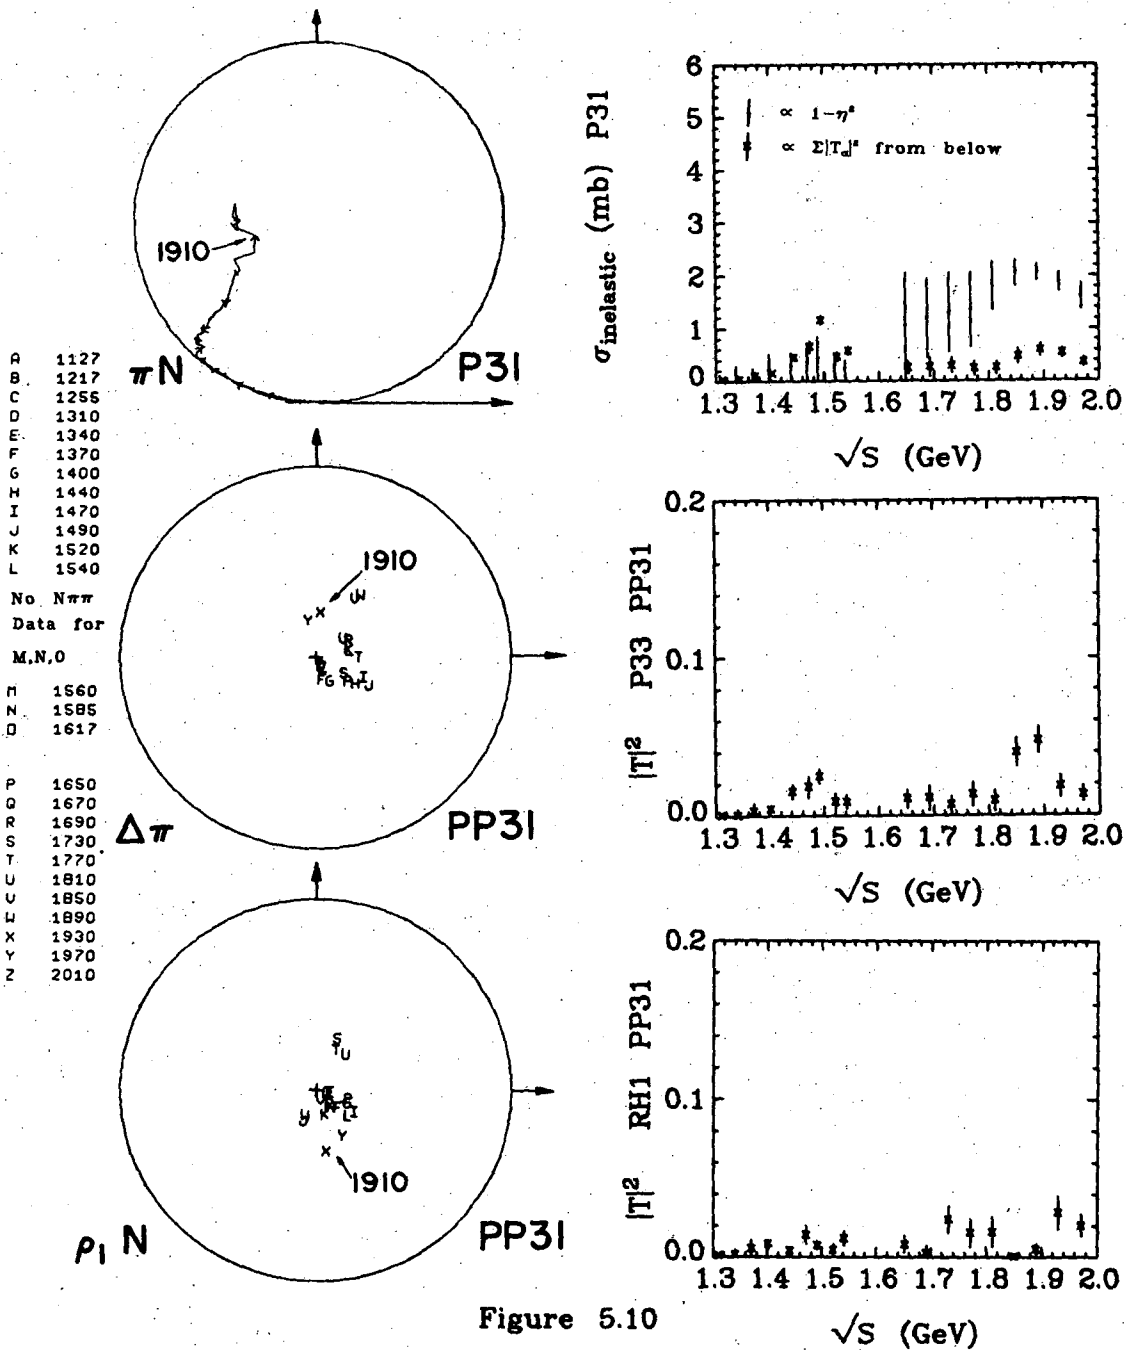 A 1127
B 1217
C 1255
D 1310
E 1340
F 1370
G 1400
H 1440
I 1470
J 1490
K 1520
L 1540
No Nππ
Data for
M,N,O
M 1560
N 1585
O 1617
P 1650
Q 1670
R 1690
S 1730
T 1770
U 1810
V 1850
W 1890
X 1930
Y 1970
Z 2010
1910
πN P31
1910
Y X
Δπ PP31
S
T U
Y
X
1910
ρ₁ N PP31
σinelastic (mb) P31
6
5
4
3
2
1
0
∝ 1-η²
∝ Σ|Tα|² from below
1.3 1.4 1.5 1.6 1.7 1.8 1.9 2.0
√S (GeV)
|T|² P33 PP31
0.2
0.1
0.0
1.3 1.4 1.5 1.6 1.7 1.8 1.9 2.0
√S (GeV)
|T|² RH1 PP31
0.2
0.1
0.0
1.3 1.4 1.5 1.6 1.7 1.8 1.9 2.0
√S (GeV)
Figure 5.10